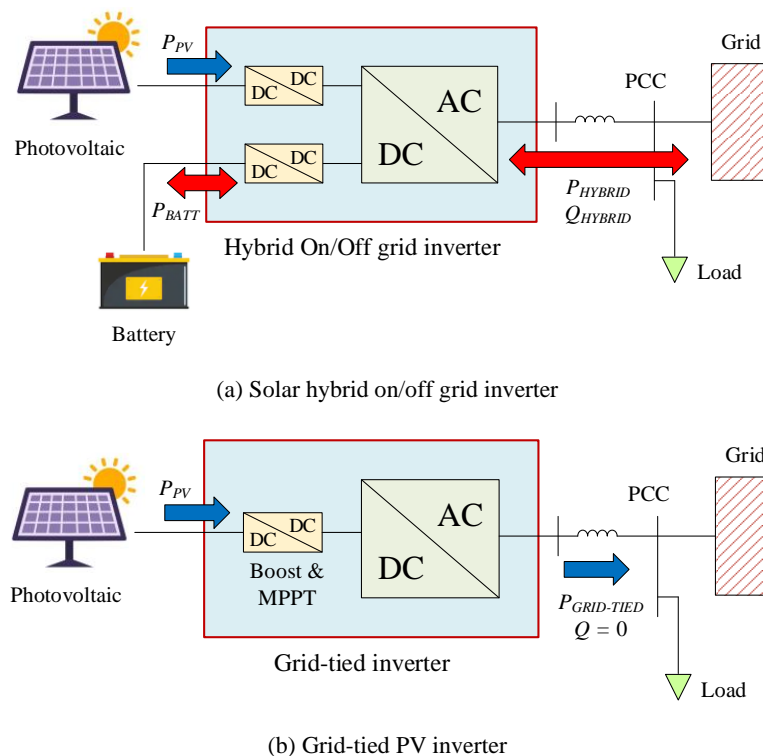 Grid
P_PV
DC
DC
PCC
AC
DC
Photovoltaic
DC
DC
P_BATT
P_HYBRID
Q_HYBRID
Hybrid On/Off grid inverter
Load
Battery
(a) Solar hybrid on/off grid inverter
Grid
P_PV
PCC
DC
DC
AC
DC
Boost &
MPPT
Photovoltaic
P_GRID-TIED
Q = 0
Grid-tied inverter
Load
(b) Grid-tied PV inverter